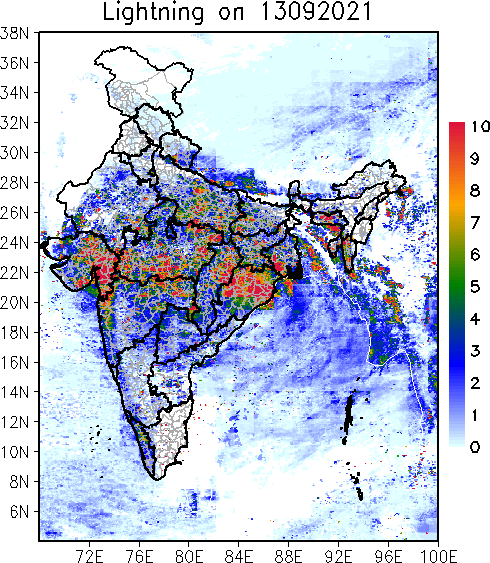 Lightning on 13092021
38N
36N
34N
32N
30N
28N
26N
24N
22N
20N
18N
16N
14N
12N
10N
8N
6N
72E 76E 80E 84E 88E 92E 96E 100E
10
9
8
7
6
5
4
3
2
1
0